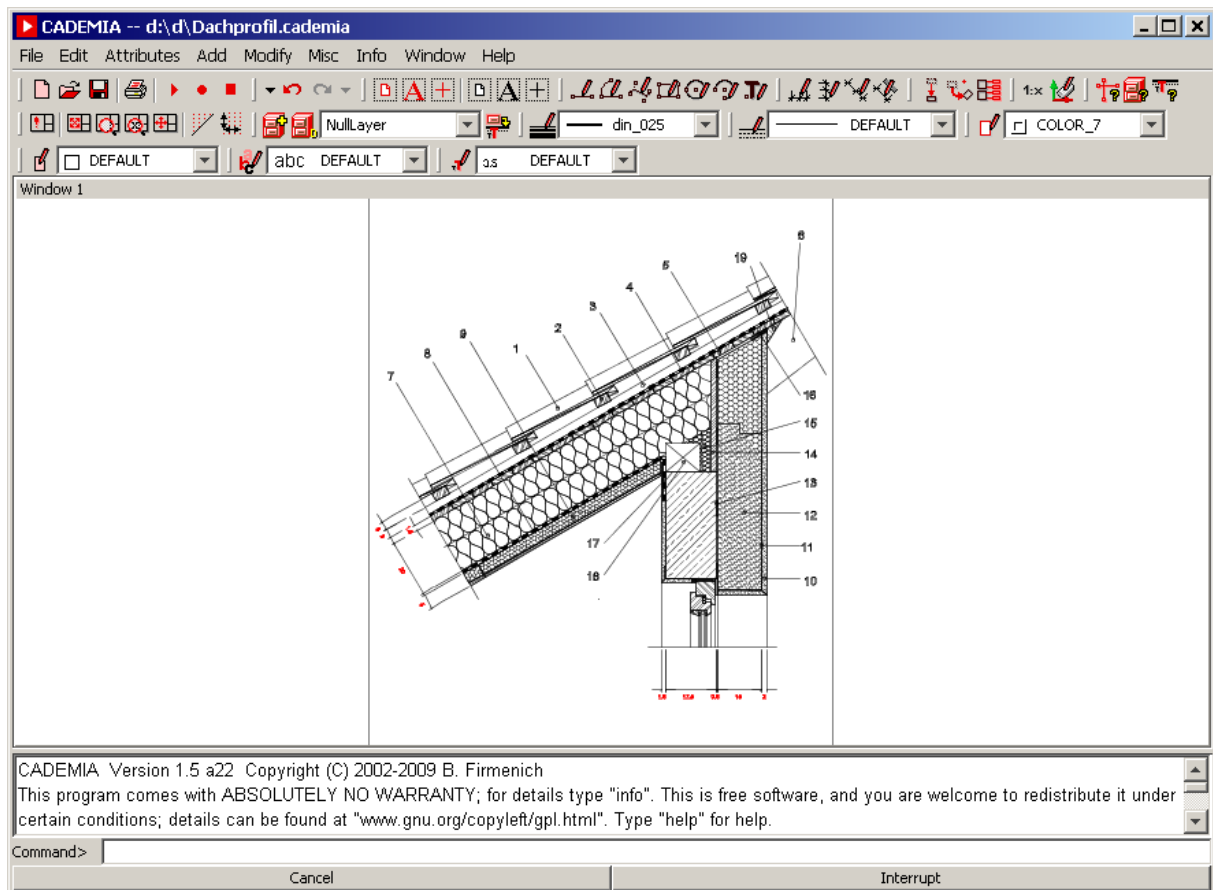 CADEMIA -- d:\d\Dachprofil.cademia
File Edit Attributes Add Modify Misc Info Window Help
1:x
NullLayer din_025 DEFAULT COLOR_7
DEFAULT abc DEFAULT DEFAULT
Window 1
6
19
5
4
3
2
9
1
8
7
16
15
14
13
12
17
11
18
10
CADEMIA Version 1.5 a22 Copyright (C) 2002-2009 B. Firmenich
This program comes with ABSOLUTELY NO WARRANTY; for details type "info". This is free software, and you are welcome to redistribute it under
certain conditions; details can be found at "www.gnu.org/copyleft/gpl.html". Type "help" for help.
Command>
Cancel Interrupt